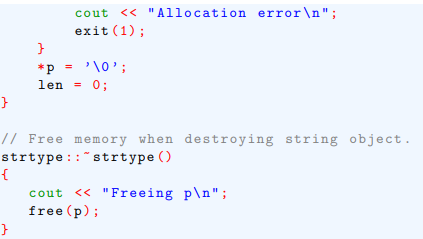 cout << "Allocation error\n";
exit(1);
}
*p = '\0';
len = 0;
}
// Free memory when destroying string object.
strtype::~strtype()
{
cout << "Freeing p\n";
free(p);
}